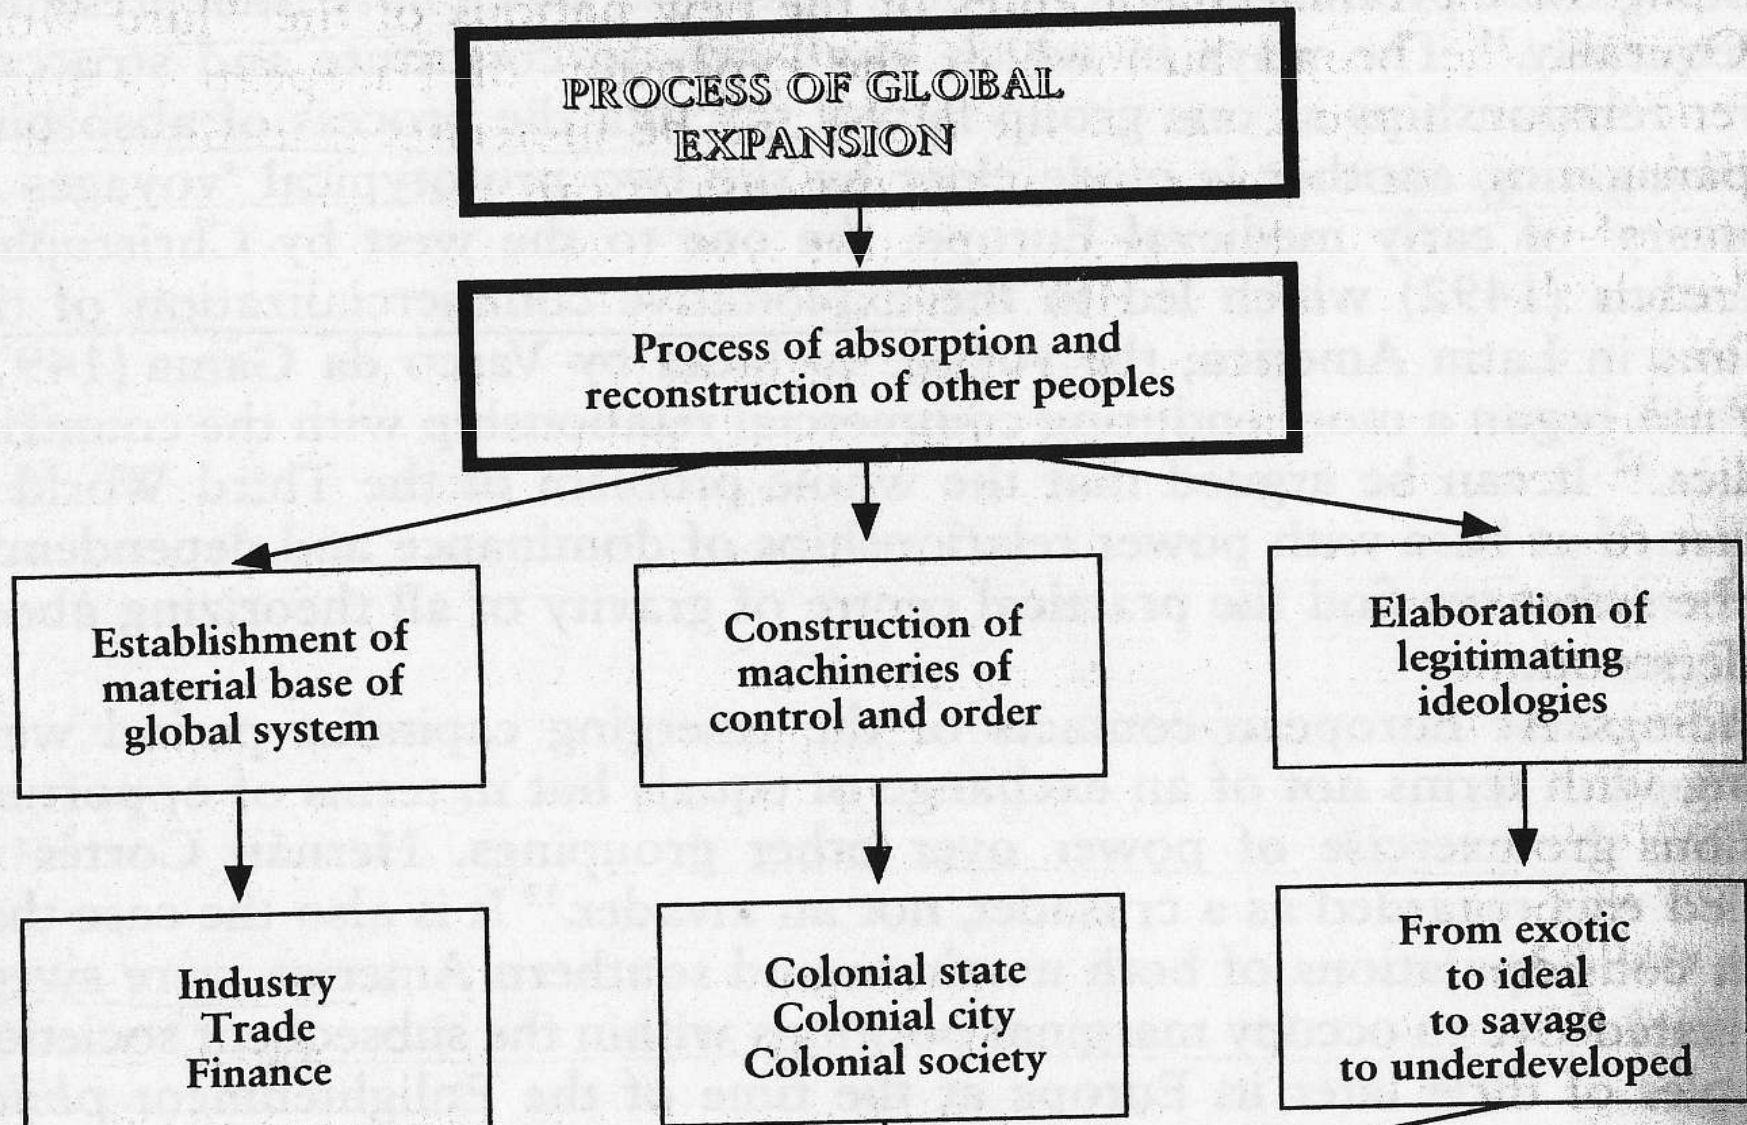 PROCESS OF GLOBAL
EXPANSION
Process of absorption and
reconstruction of other peoples
Establishment of
material base of
global system
Construction of
machineries of
control and order
Elaboration of
legitimating
ideologies
Industry
Trade
Finance
Colonial state
Colonial city
Colonial society
From exotic
to ideal
to savage
to underdeveloped